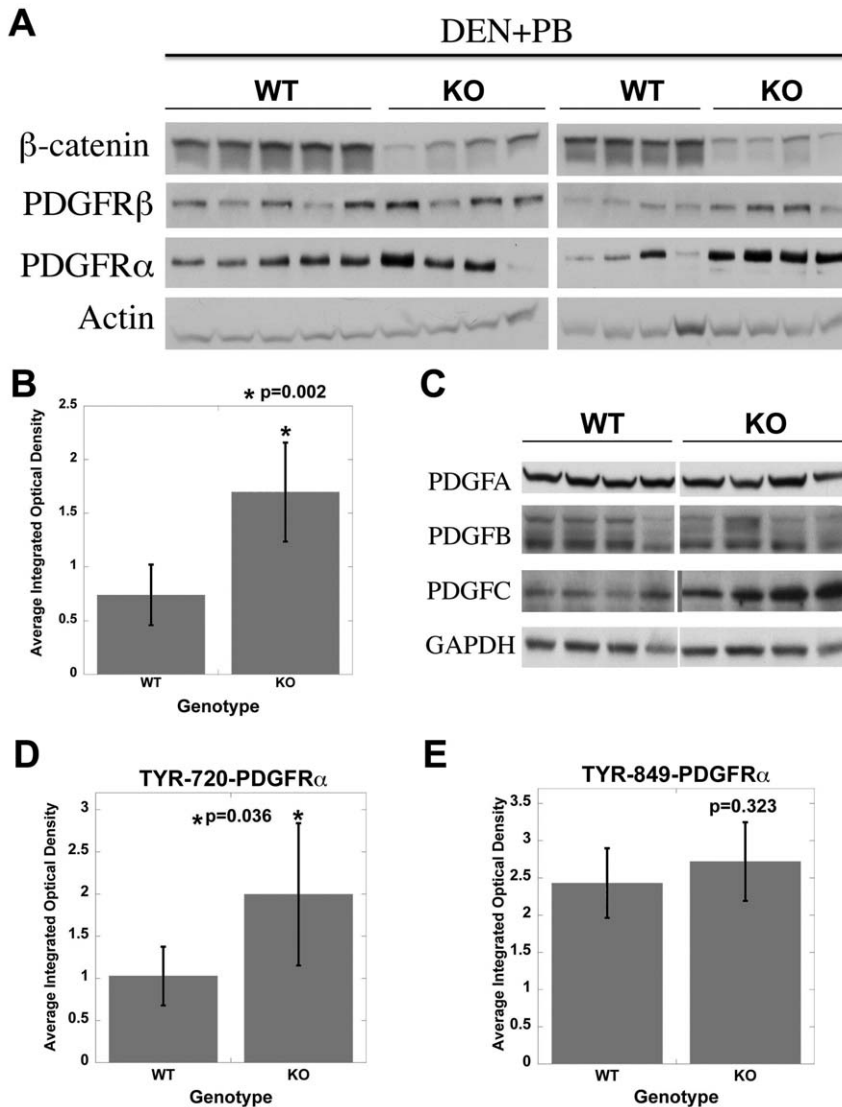 A
DEN+PB
WT KO WT KO
β-catenin
PDGFRβ
PDGFRα
Actin
B
* p=0.002
*
2.5
2
1.5
1
0.5
0
Average Integrated Optical Density
WT KO
Genotype
C
WT KO
PDGFA
PDGFB
PDGFC
GAPDH
D
TYR-720-PDGFRα
* p=0.036 *
3
2.5
2
1.5
1
0.5
0
Average Integrated Optical Density
WT KO
Genotype
E
TYR-849-PDGFRα
p=0.323
3.5
3
2.5
2
1.5
1
0.5
0
Average Integrated Optical Density
WT KO
Genotype